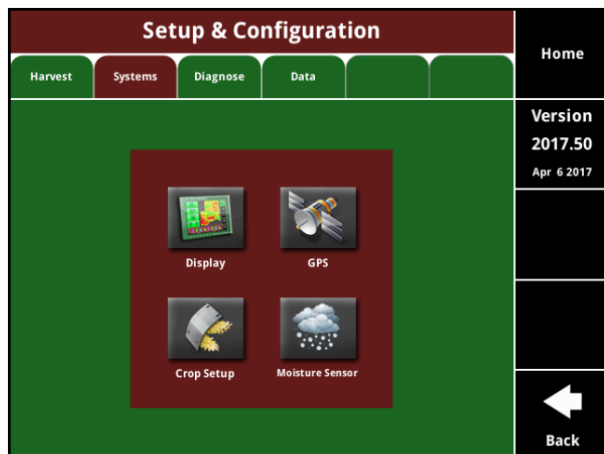 Setup & Configuration
Home
Harvest
Systems
Diagnose
Data
Version
2017.50
Apr 6 2017
Display
GPS
Crop Setup
Moisture Sensor
Back